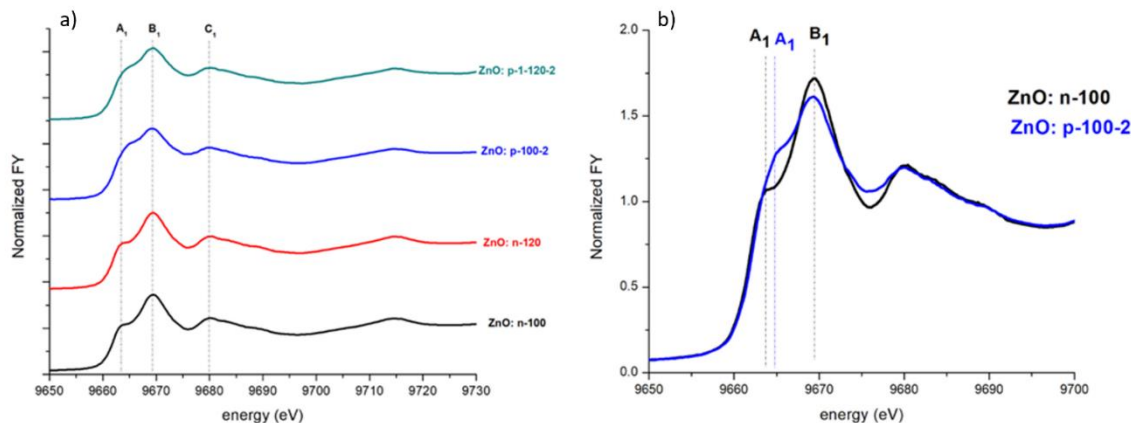 a)
A1 B1 C1
ZnO: p-1-120-2
ZnO: p-100-2
ZnO: n-120
ZnO: n-100
Normalized FY
9650 9660 9670 9680 9690 9700 9710 9720 9730
energy (eV)
b)
A1 A1 B1
ZnO: n-100
ZnO: p-100-2
Normalized FY
2.0
1.5
1.0
0.5
0.0
9650 9660 9670 9680 9690 9700
energy (eV)